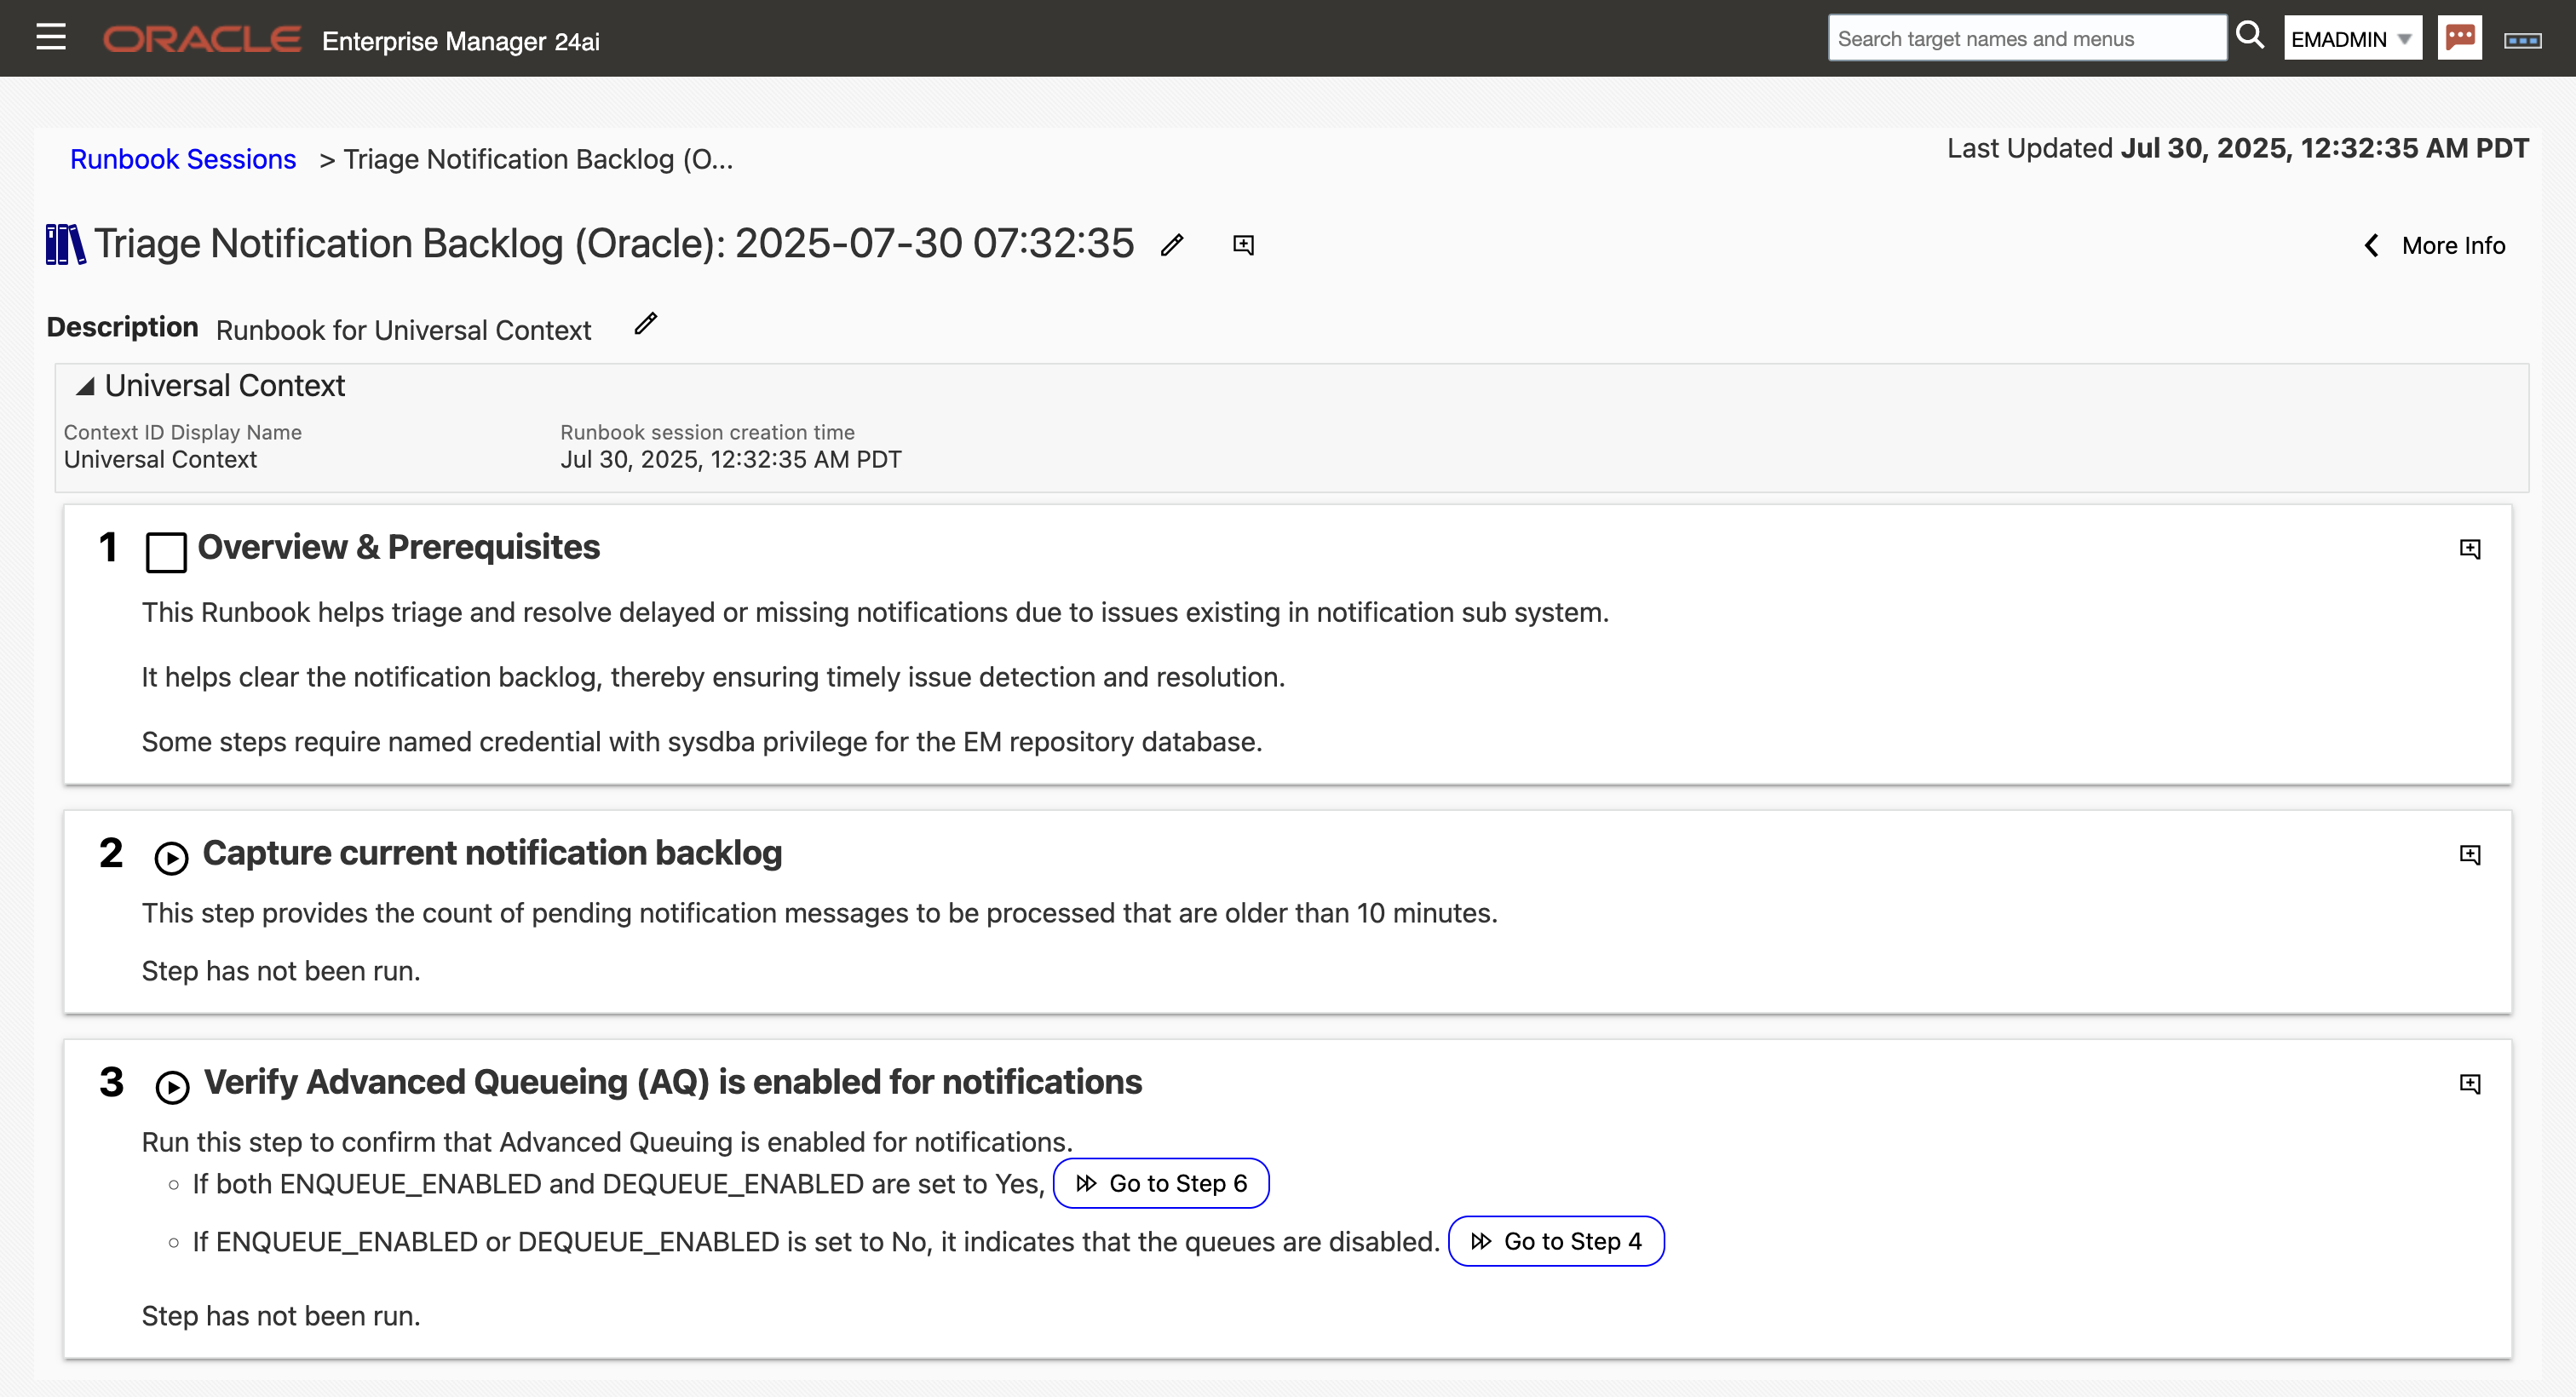 ORACLE Enterprise Manager 24ai
Search target names and menus
EMADMIN
Runbook Sessions > Triage Notification Backlog (O...
Last Updated Jul 30, 2025, 12:32:35 AM PDT
Triage Notification Backlog (Oracle): 2025-07-30 07:32:35
More Info
Description Runbook for Universal Context
Universal Context
Context ID Display Name
Universal Context
Runbook session creation time
Jul 30, 2025, 12:32:35 AM PDT
1 Overview & Prerequisites
This Runbook helps triage and resolve delayed or missing notifications due to issues existing in notification sub system.
It helps clear the notification backlog, thereby ensuring timely issue detection and resolution.
Some steps require named credential with sysdba privilege for the EM repository database.
2 Capture current notification backlog
This step provides the count of pending notification messages to be processed that are older than 10 minutes.
Step has not been run.
3 Verify Advanced Queueing (AQ) is enabled for notifications
Run this step to confirm that Advanced Queuing is enabled for notifications.
◦ If both ENQUEUE_ENABLED and DEQUEUE_ENABLED are set to Yes, Go to Step 6
◦ If ENQUEUE_ENABLED or DEQUEUE_ENABLED is set to No, it indicates that the queues are disabled. Go to Step 4
Step has not been run.